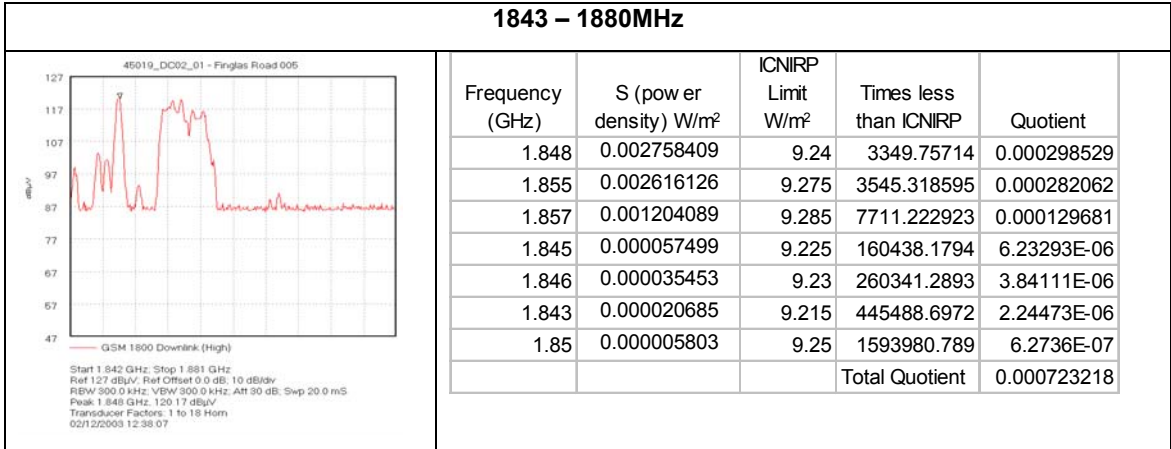 1843 – 1880MHz
45019_DC02_01 - Finglas Road 005
127
117
107
97
87
77
67
57
47
dBµV
GSM 1800 Downlink (High)
Start 1.842 GHz; Stop 1.881 GHz
Ref 127 dBµV; Ref Offset 0.0 dB; 10 dB/div
RBW 300.0 kHz; VBW 300.0 kHz; Att 30 dB; Swp 20.0 mS
Peak 1.848 GHz, 120.17 dBµV
Transducer Factors: 1 to 18 Horn
02/12/2003 12:38:07
Frequency (GHz) S (pow er density) W/m² ICNIRP Limit W/m² Times less than ICNIRP Quotient
1.848 0.002758409 9.24 3349.75714 0.000298529
1.855 0.002616126 9.275 3545.318595 0.000282062
1.857 0.001204089 9.285 7711.222923 0.000129681
1.845 0.000057499 9.225 160438.1794 6.23293E-06
1.846 0.000035453 9.23 260341.2893 3.84111E-06
1.843 0.000020685 9.215 445488.6972 2.24473E-06
1.85 0.000005803 9.25 1593980.789 6.2736E-07
Total Quotient 0.000723218